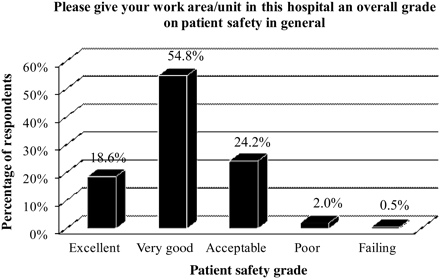 Please give your work area/unit in this hospital an overall grade
on patient safety in general
Percentage of respondents
60%
50%
40%
30%
20%
10%
0%
18.6%
54.8%
24.2%
2.0%
0.5%
Excellent Very good Acceptable Poor Failing
Patient safety grade